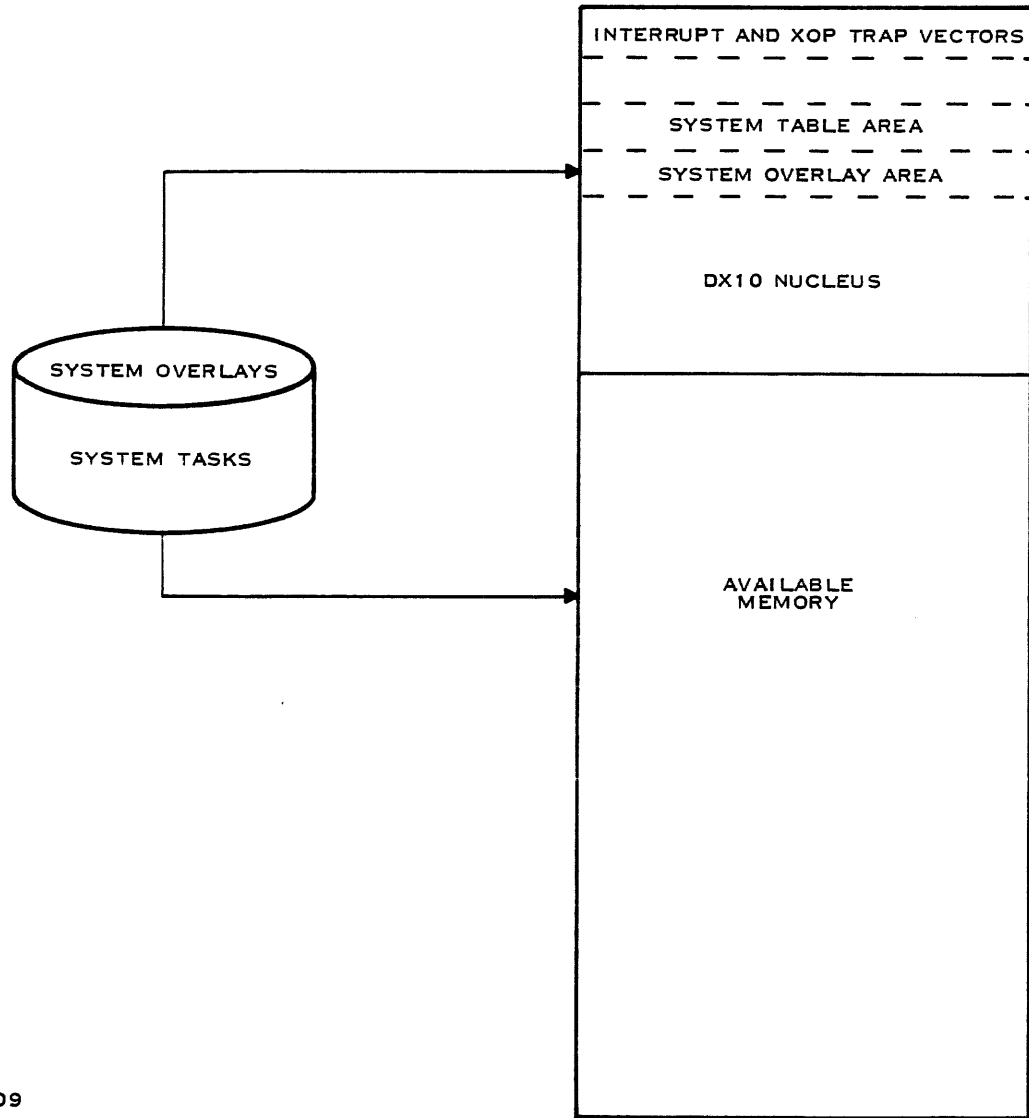 INTERRUPT AND XOP TRAP VECTORS
SYSTEM TABLE AREA
SYSTEM OVERLAY AREA
DX10 NUCLEUS
SYSTEM OVERLAYS
SYSTEM TASKS
AVAILABLE
MEMORY